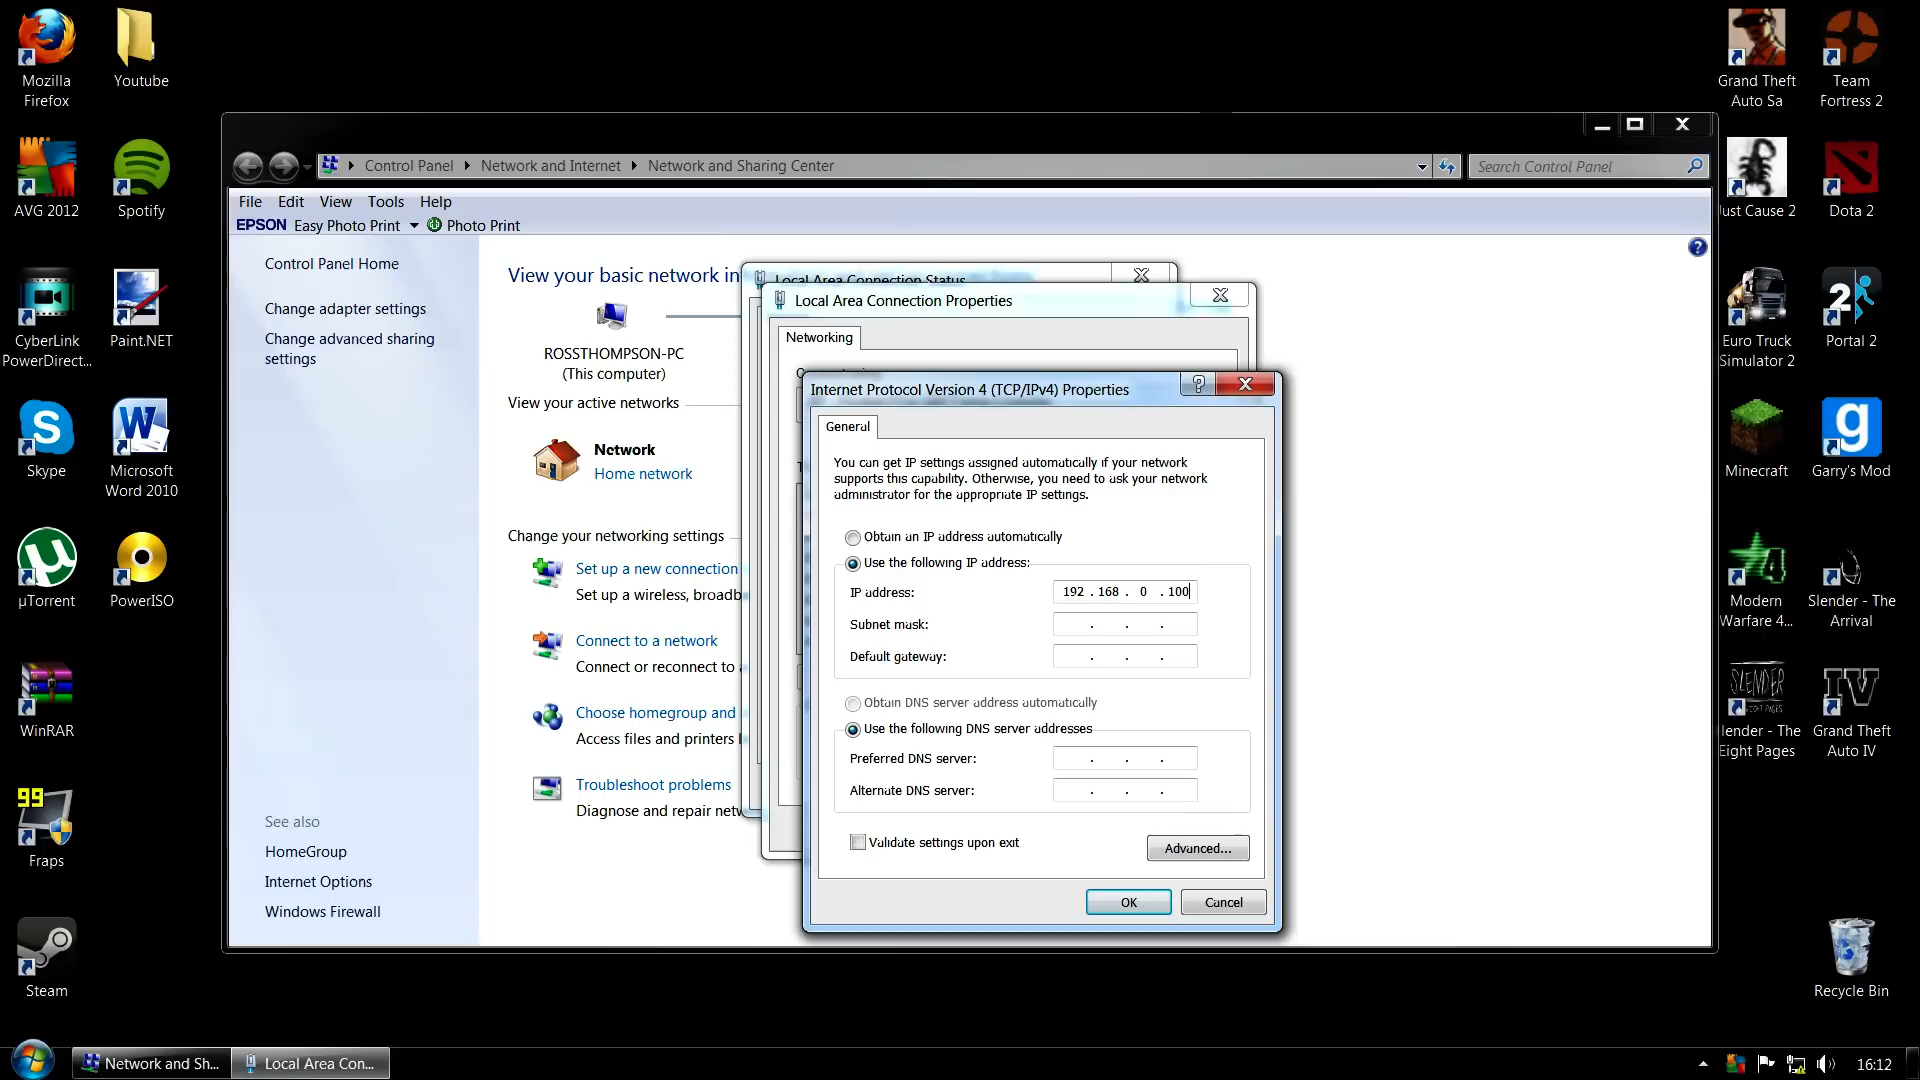 Mozilla
Firefox
Youtube
AVG 2012
Spotify
CyberLink
PowerDirect...
Paint.NET
Skype
Microsoft
Word 2010
µTorrent
PowerISO
WinRAR
99
Fraps
Steam
Control Panel
Network and Internet
Network and Sharing Center
Search Control Panel
File Edit View Tools Help
EPSON Easy Photo Print Photo Print
Control Panel Home
Change adapter settings
Change advanced sharing
settings
See also
HomeGroup
Internet Options
Windows Firewall
View your basic network in
ROSSTHOMPSON-PC
(This computer)
View your active networks
Network
Home network
Change your networking settings
Set up a new connection
Set up a wireless, broadb
Connect to a network
Connect or reconnect to a
Choose homegroup and
Access files and printers l
Troubleshoot problems
Diagnose and repair netw
Local Area Connection Status
Local Area Connection Properties
Networking
Internet Protocol Version 4 (TCP/IPv4) Properties
General
You can get IP settings assigned automatically if your network
supports this capability. Otherwise, you need to ask your network
administrator for the appropriate IP settings.
Obtain an IP address automatically
Use the following IP address:
IP address: 192 . 168 . 0 . 100
Subnet mask: . . .
Default gateway: . . .
Obtain DNS server address automatically
Use the following DNS server addresses
Preferred DNS server: . . .
Alternate DNS server: . . .
Validate settings upon exit
Advanced...
OK
Cancel
Grand Theft
Auto Sa
Team
Fortress 2
ust Cause 2
Dota 2
Euro Truck
Simulator 2
2
Portal 2
Minecraft
g
Garry's Mod
4
Modern
Warfare 4...
Slender - The
Arrival
SLENDER
lender - The
Eight Pages
IV
Grand Theft
Auto IV
Recycle Bin
Network and Sh...
Local Area Con...
16:12